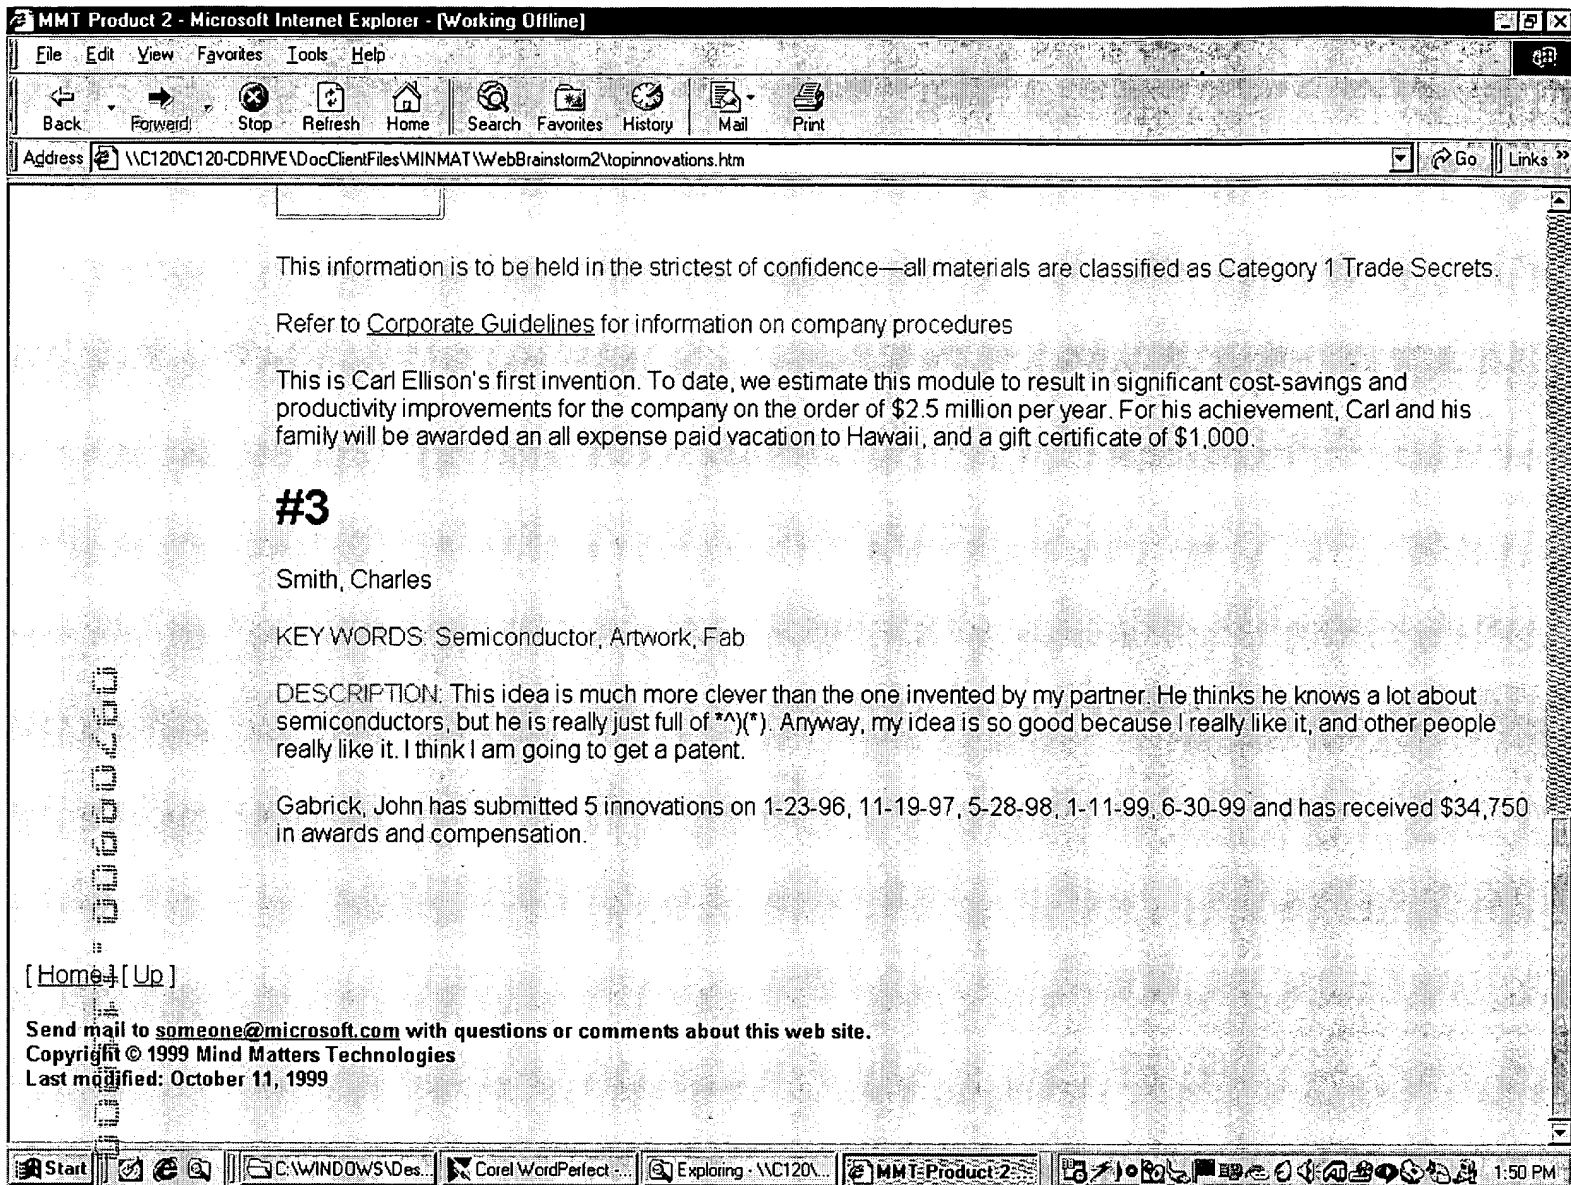 MMT Product 2 - Microsoft Internet Explorer - [Working Offline]
File Edit View Favorites Tools Help
Back Forward Stop Refresh Home Search Favorites History Mail Print
Address \\C120\C120-CDRIVE\DocClientFiles\MINMAT\WebBrainstorm2\topinnovations.htm Go Links »
This information is to be held in the strictest of confidence—all materials are classified as Category 1 Trade Secrets.
Refer to Corporate Guidelines for information on company procedures
This is Carl Ellison's first invention. To date, we estimate this module to result in significant cost-savings and
productivity improvements for the company on the order of $2.5 million per year. For his achievement, Carl and his
family will be awarded an all expense paid vacation to Hawaii, and a gift certificate of $1,000.
#3
Smith, Charles
KEY WORDS: Semiconductor, Artwork, Fab
DESCRIPTION: This idea is much more clever than the one invented by my partner. He thinks he knows a lot about
semiconductors, but he is really just full of *^)(*). Anyway, my idea is so good because I really like it, and other people
really like it. I think I am going to get a patent.
Gabrick, John has submitted 5 innovations on 1-23-96, 11-19-97, 5-28-98, 1-11-99, 6-30-99 and has received $34,750
in awards and compensation.
[ Home ] [ Up ]
Send mail to someone@microsoft.com with questions or comments about this web site.
Copyright © 1999 Mind Matters Technologies
Last modified: October 11, 1999
Start C:\WINDOWS\Des... Corel WordPerfect -... Exploring - \\C120\... MMT Product 2... 1:50 PM